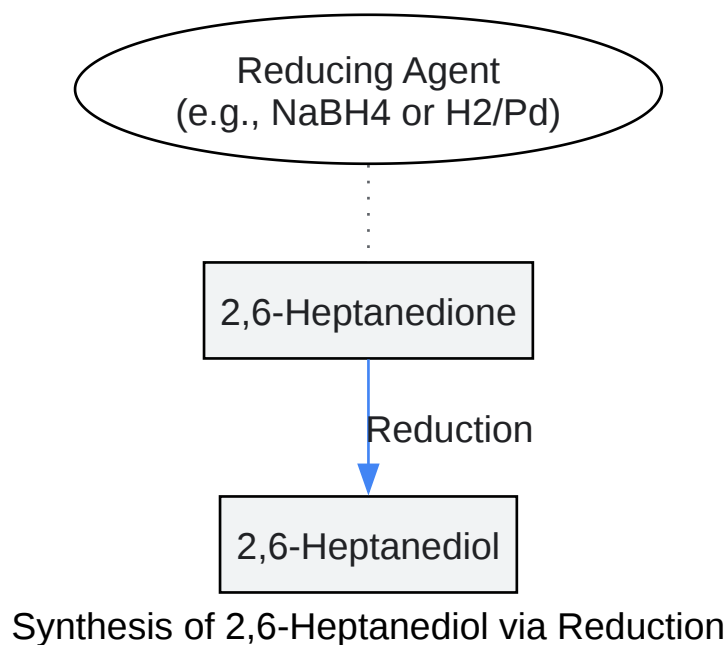 Reducing Agent
(e.g., NaBH4 or H2/Pd)
2,6-Heptanedione
Reduction
2,6-Heptanediol
Synthesis of 2,6-Heptanediol via Reduction